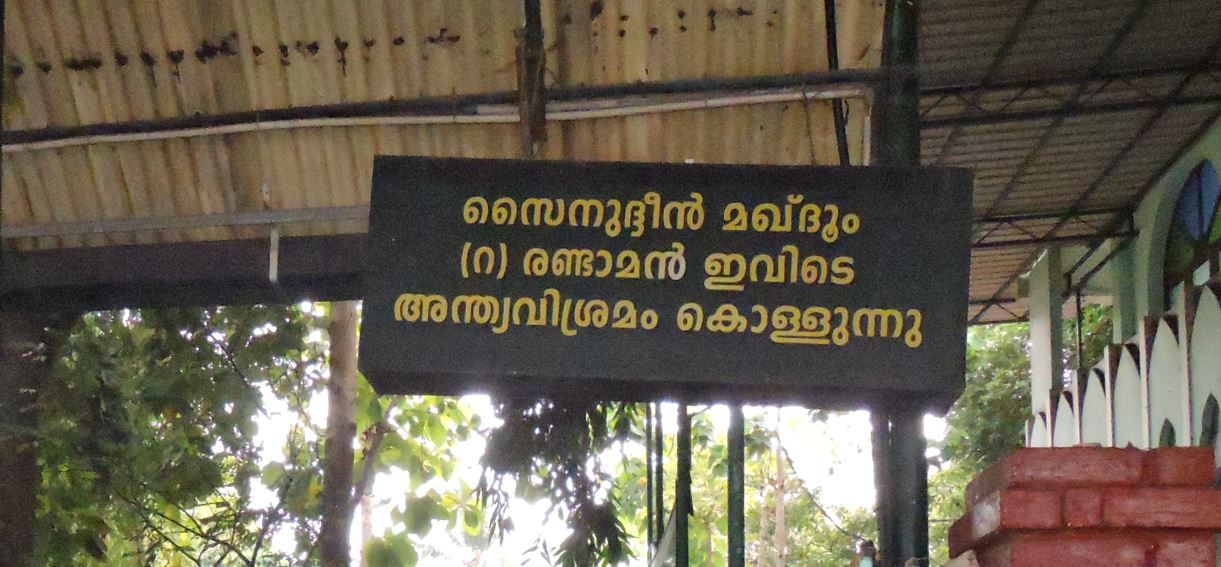 സൈനുദ്ദീൻ മഖ്ദൂം
(റ) രണ്ടാമൻ ഇവിടെ
അന്ത്യവിശ്രമം കൊള്ളുന്നു